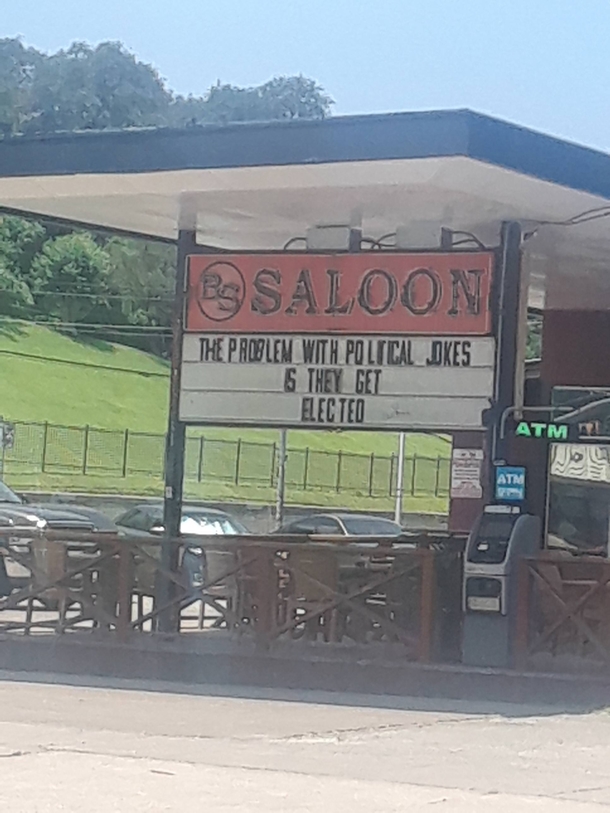 BS SALOON
THE PROBLEM WITH POLITICAL JOKES
IS THEY GET
ELECTED
ATM
ATM